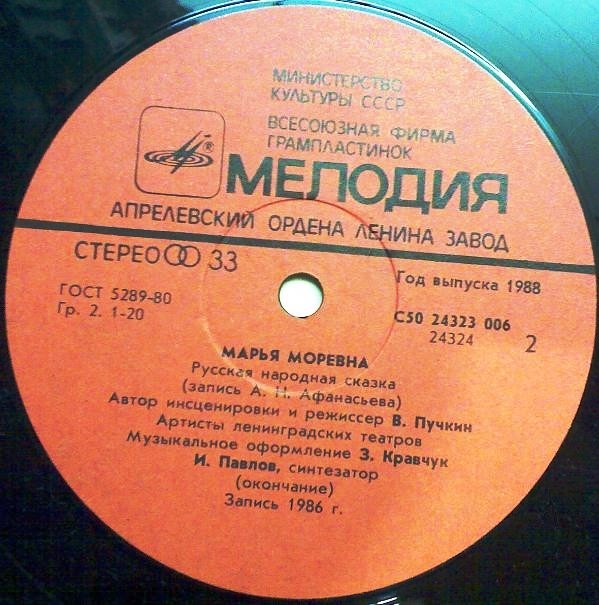 МИНИСТЕРСТВО
КУЛЬТУРЫ СССР
ВСЕСОЮЗНАЯ ФИРМА
ГРАМПЛАСТИНОК
®
МЕЛОДИЯ
АПРЕЛЕВСКИЙ ОРДЕНА ЛЕНИНА ЗАВОД
СТЕРЕО 33
Год выпуска 1988
ГОСТ 5289-80
Гр. 2. 1-20
С50 24323 006
24324
2
МАРЬЯ МОРЕВНА
Русская народная сказка
(запись А. Н. Афанасьева)
Автор инсценировки и режиссер В. Пучкин
Артисты ленинградских театров
Музыкальное оформление З. Кравчук
И. Павлов, синтезатор
(окончание)
Запись 1986 г.